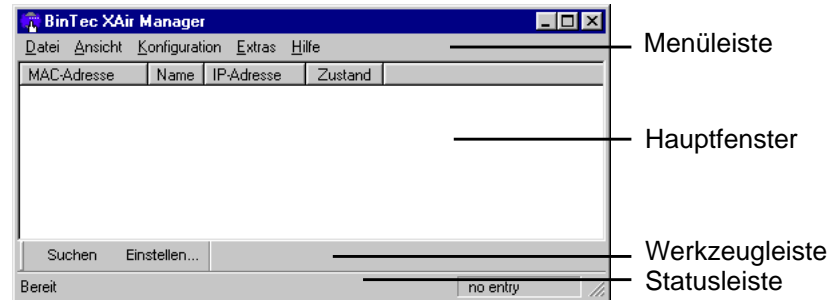 BinTec XAir Manager
Datei Ansicht Konfiguration Extras Hilfe
Menüleiste
MAC-Adresse Name IP-Adresse Zustand
Hauptfenster
Suchen Einstellen...
Werkzeugleiste
Bereit no entry
Statusleiste